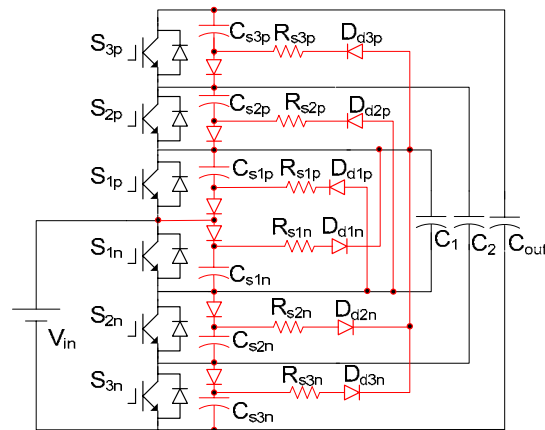 S3p
Cs3p
Rs3p
Dd3p
S2p
Cs2p
Rs2p
Dd2p
S1p
Cs1p
Rs1p
Dd1p
S1n
Rs1n
Dd1n
Cs1n
C1
C2
Cout
Vin
S2n
Rs2n
Dd2n
Cs2n
S3n
Rs3n
Dd3n
Cs3n